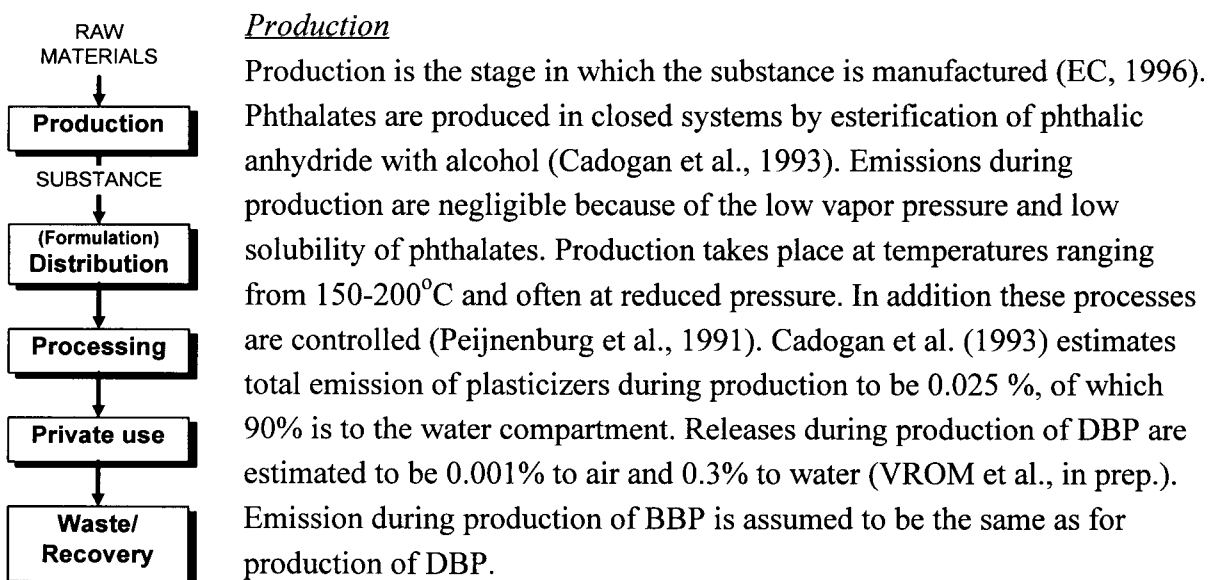 RAW
MATERIALS
Production
SUBSTANCE
(Formulation)
Distribution
Processing
Private use
Waste/
Recovery
Production
Production is the stage in which the substance is manufactured (EC, 1996).
Phthalates are produced in closed systems by esterification of phthalic
anhydride with alcohol (Cadogan et al., 1993). Emissions during
production are negligible because of the low vapor pressure and low
solubility of phthalates. Production takes place at temperatures ranging
from 150-200°C and often at reduced pressure. In addition these processes
are controlled (Peijnenburg et al., 1991). Cadogan et al. (1993) estimates
total emission of plasticizers during production to be 0.025 %, of which
90% is to the water compartment. Releases during production of DBP are
estimated to be 0.001% to air and 0.3% to water (VROM et al., in prep.).
Emission during production of BBP is assumed to be the same as for
production of DBP.